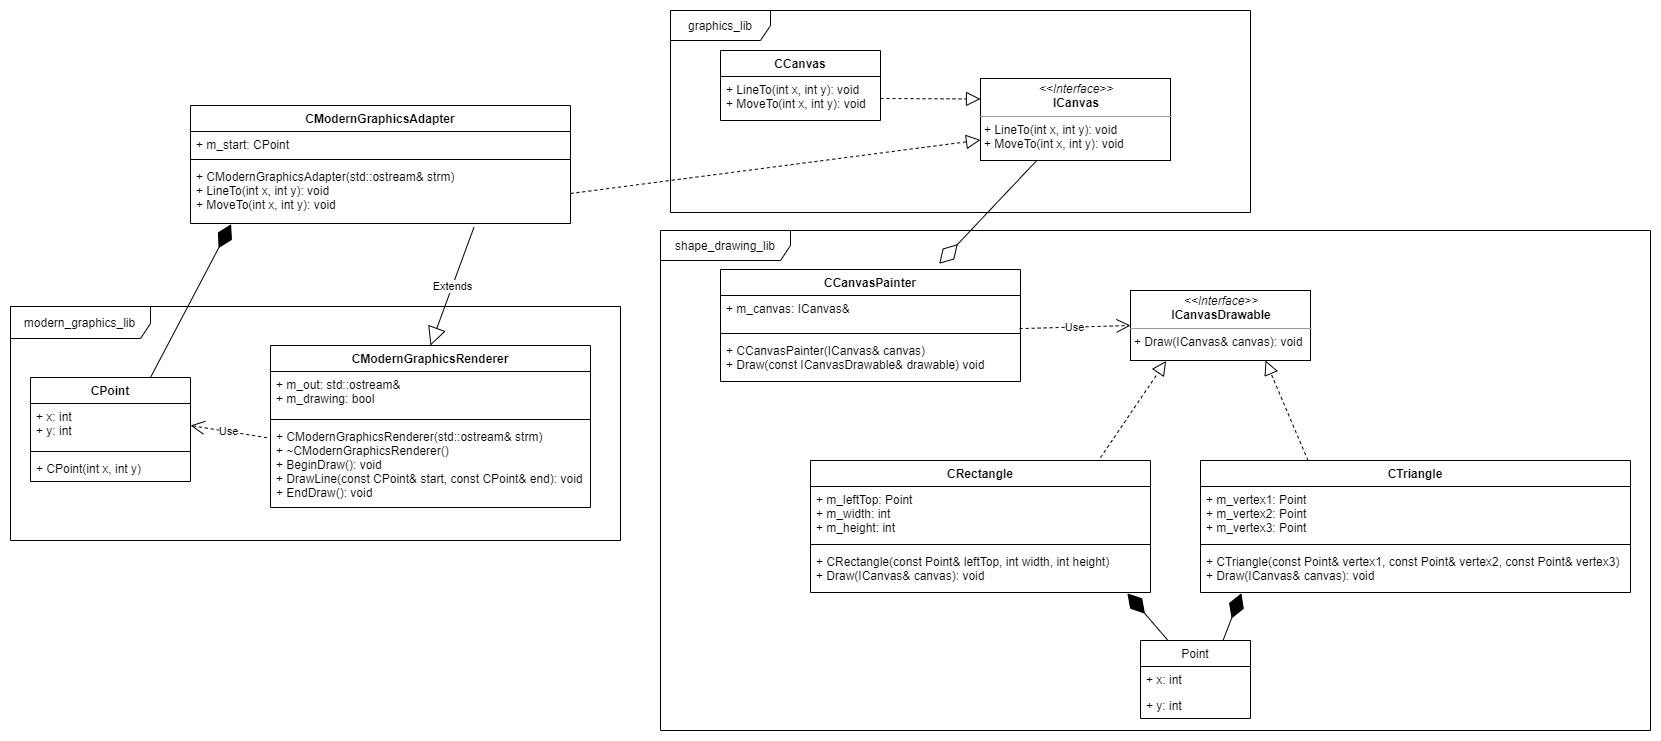 graphics_lib
CCanvas
+ LineTo(int x, int y): void
+ MoveTo(int x, int y): void
<<Interface>>
ICanvas
+ LineTo(int x, int y): void
+ MoveTo(int x, int y): void
CModernGraphicsAdapter
+ m_start: CPoint
+ CModernGraphicsAdapter(std::ostream& strm)
+ LineTo(int x, int y): void
+ MoveTo(int x, int y): void
Extends
modern_graphics_lib
CPoint
+ x: int
+ y: int
+ CPoint(int x, int y)
Use
CModernGraphicsRenderer
+ m_out: std::ostream&
+ m_drawing: bool
+ CModernGraphicsRenderer(std::ostream& strm)
+ ~CModernGraphicsRenderer()
+ BeginDraw(): void
+ DrawLine(const CPoint& start, const CPoint& end): void
+ EndDraw(): void
shape_drawing_lib
CCanvasPainter
+ m_canvas: ICanvas&
+ CCanvasPainter(ICanvas& canvas)
+ Draw(const ICanvasDrawable& drawable) void
Use
<<Interface>>
ICanvasDrawable
+ Draw(ICanvas& canvas): void
CRectangle
+ m_leftTop: Point
+ m_width: int
+ m_height: int
+ CRectangle(const Point& leftTop, int width, int height)
+ Draw(ICanvas& canvas): void
CTriangle
+ m_vertex1: Point
+ m_vertex2: Point
+ m_vertex3: Point
+ CTriangle(const Point& vertex1, const Point& vertex2, const Point& vertex3)
+ Draw(ICanvas& canvas): void
Point
+ x: int
+ y: int